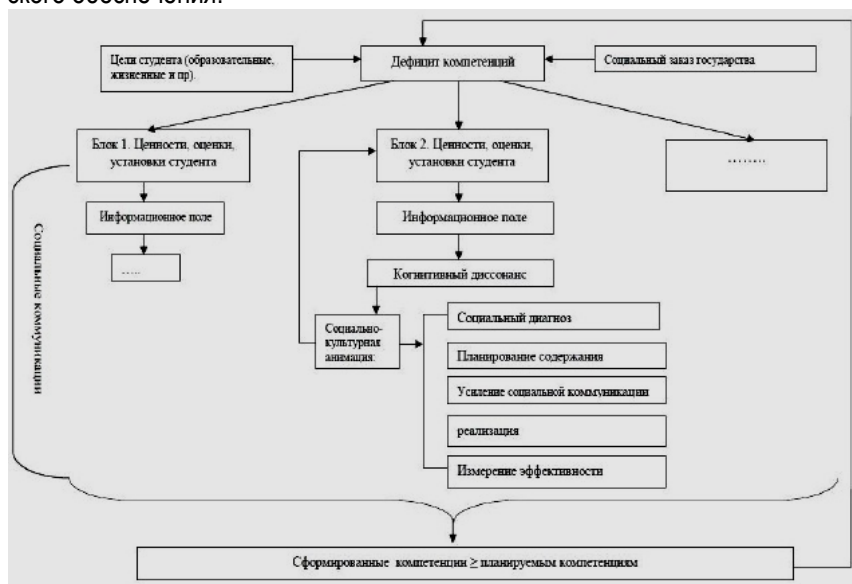 ского обеспечения.
Цели студента (образовательные,
жизненные и пр).
Дефицит компетенций
Социальный заказ государства
Блок 1. Ценности, оценки,
установки студента
Блок 2. Ценности, оценки,
установки студента
........
Информационное поле
Информационное поле
.....
Когнитивный диссонанс
Социальные коммуникации
Социально-
культурная
анимация:
Социальный диагноз
Планирование содержания
Усиление социальной коммуникации
реализация
Измерение эффективности
Сформированные компетенции ≥ планируемым компетенциям